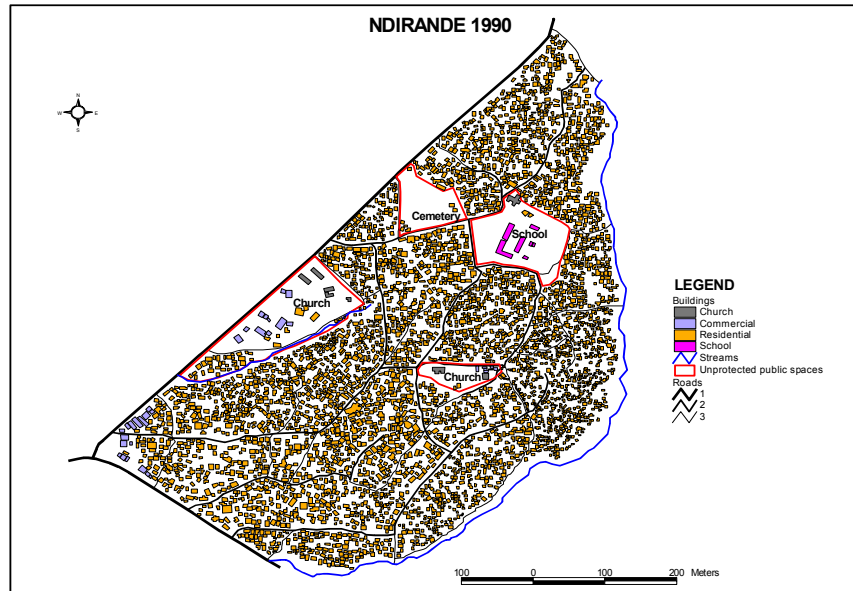 NDIRANDE 1990
N
W E
S
Cemetery
School
Church
Church
LEGEND
Buildings
Church
Commercial
Residential
School
Streams
Unprotected public spaces
Roads
1
2
3
100 0 100 200 Meters